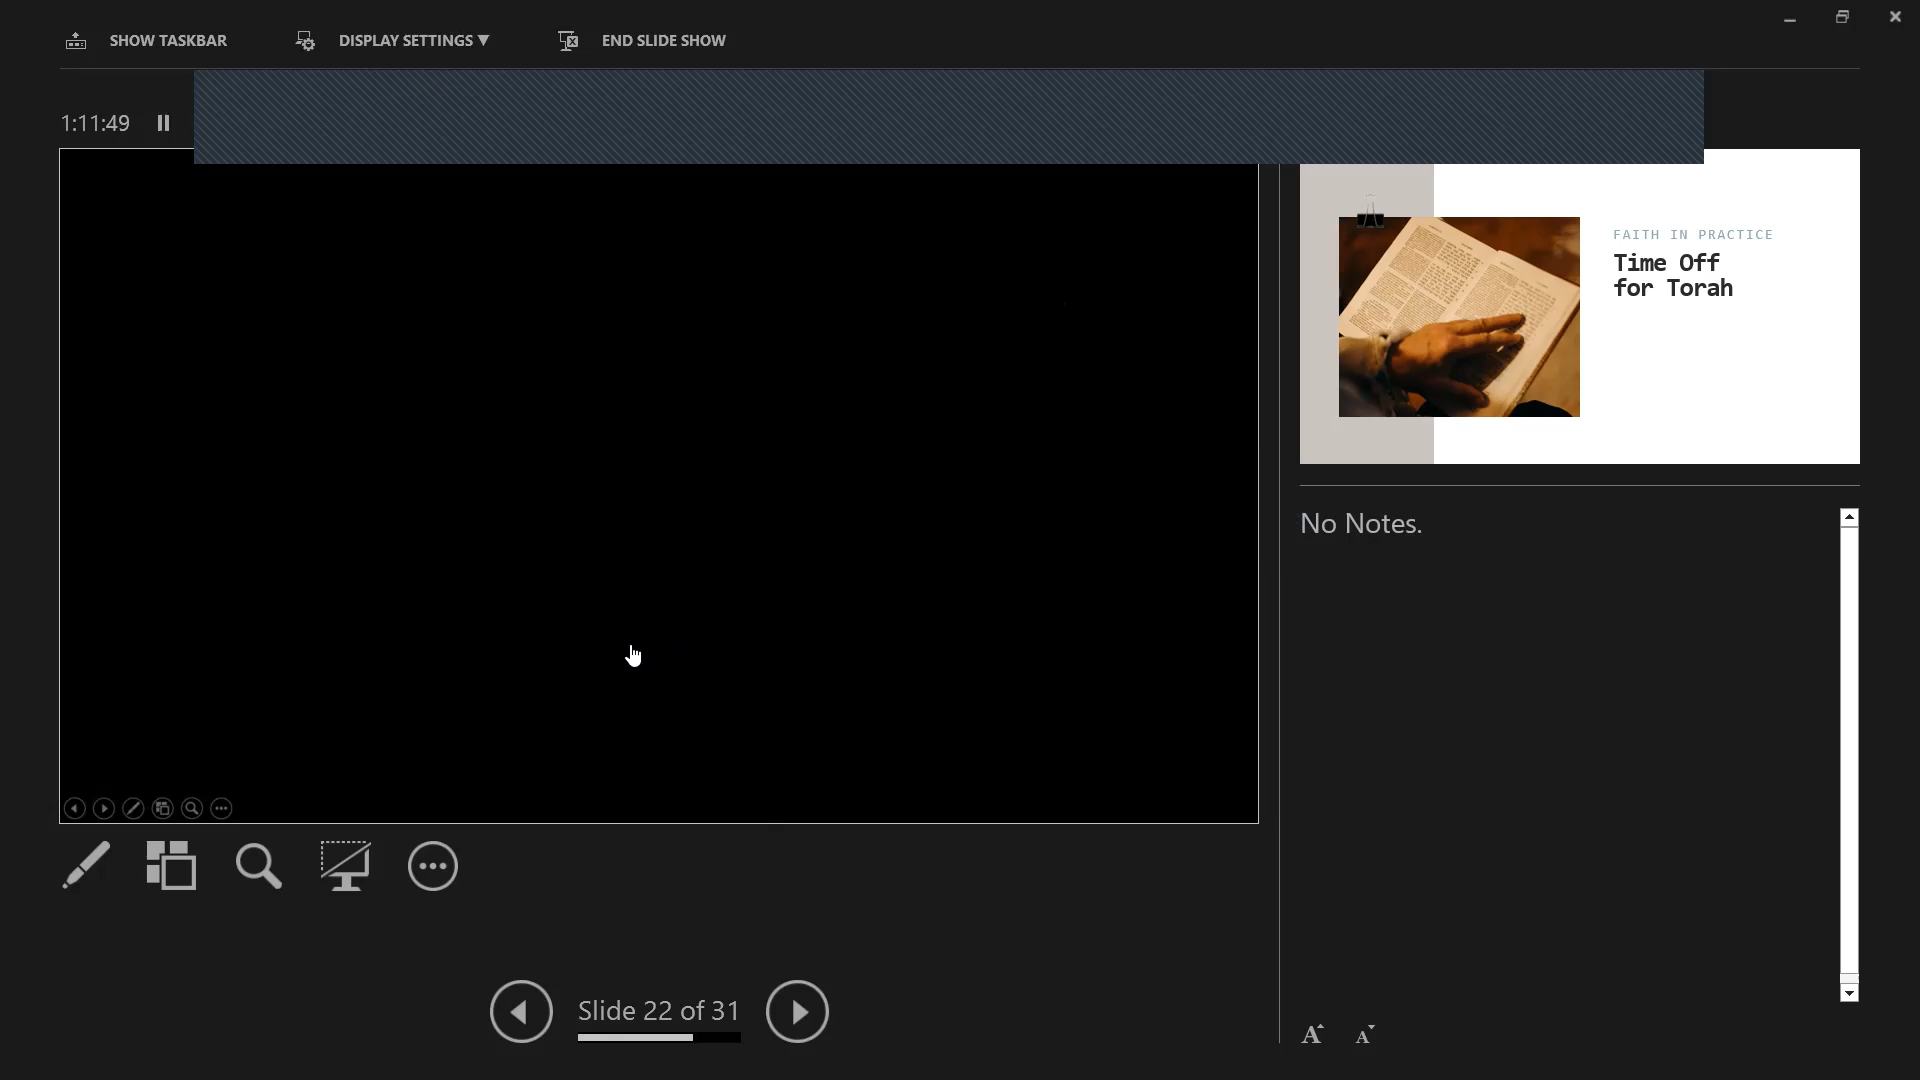 SHOW TASKBAR
DISPLAY SETTINGS ▼
END SLIDE SHOW
1:11:49
FAITH IN PRACTICE
Time Off
for Torah
No Notes.
Slide 22 of 31
A
A